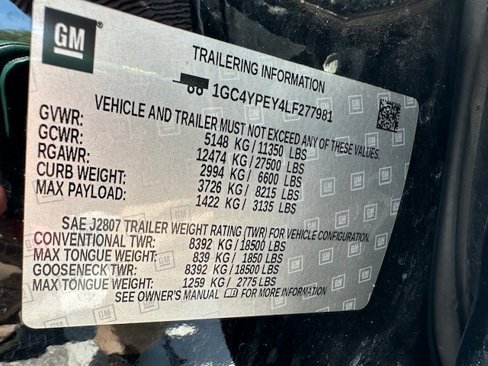 GM
TRAILERING INFORMATION
1GC4YPEY4LF277981
VEHICLE AND TRAILER MUST NOT EXCEED ANY OF THESE VALUES.
GVWR: 5148 KG/11350 LBS
GCWR: 12474 KG/27500 LBS
RGAWR: 2994 KG/ 6600 LBS
CURB WEIGHT: 3726 KG/ 8215 LBS
MAX PAYLOAD: 1422 KG/ 3135 LBS
SAE J2807 TRAILER WEIGHT RATING (TWR) FOR VEHICLE CONFIGURATION.
CONVENTIONAL TWR: 8392 KG/18500 LBS
MAX TONGUE WEIGHT: 839 KG/ 1850 LBS
GOOSENECK TWR: 8392 KG/18500 LBS
MAX TONGUE WEIGHT: 1259 KG/ 2775 LBS
SEE OWNER'S MANUAL FOR MORE INFORMATION